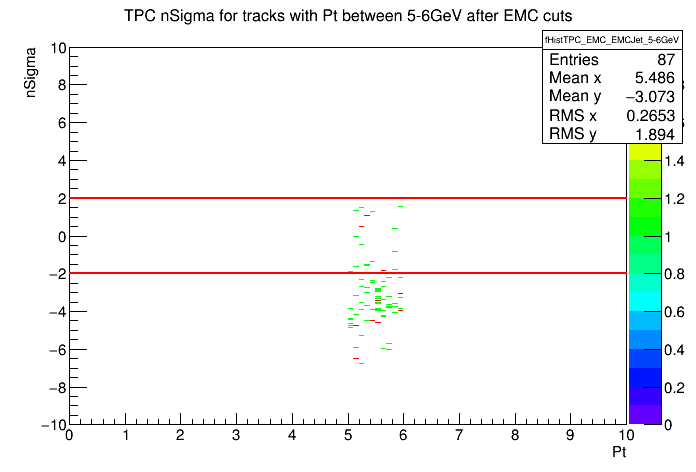 TPC nSigma for tracks with Pt between 5-6GeV after EMC cuts
fHistTPC_EMC_EMCJet_5-6GeV
Entries 87
Mean x 5.486
Mean y −3.073
RMS x 0.2653
RMS y 1.894
nSigma
10
8
6
4
2
0
−2
−4
−6
−8
−10
0 1 2 3 4 5 6 7 8 9 10
Pt
1.4
1.2
1
0.8
0.6
0.4
0.2
0